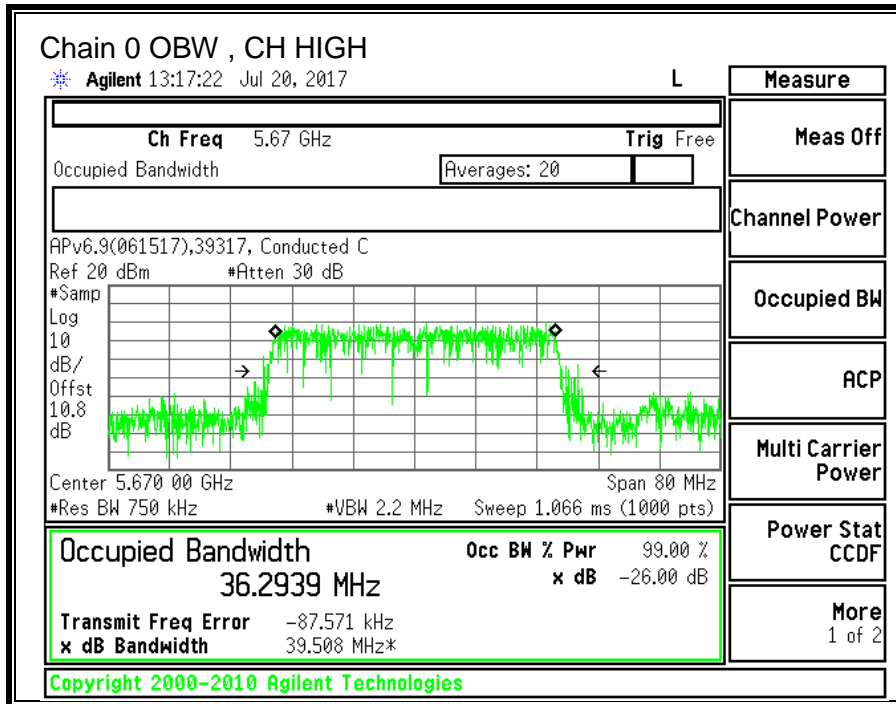 Chain 0 OBW , CH HIGH
Agilent 13:17:22 Jul 20, 2017 L
Measure
Ch Freq 5.67 GHz Trig Free
Occupied Bandwidth Averages: 20
APv6.9(061517),39317, Conducted C
Ref 20 dBm #Atten 30 dB
#Samp
Log
10
dB/
Offst
10.8
dB
Center 5.670 00 GHz Span 80 MHz
#Res BW 750 kHz #VBW 2.2 MHz Sweep 1.066 ms (1000 pts)
Occupied Bandwidth Occ BW % Pwr 99.00 %
36.2939 MHz x dB -26.00 dB
Transmit Freq Error -87.571 kHz
x dB Bandwidth 39.508 MHz*
Copyright 2000-2010 Agilent Technologies
Meas Off
Channel Power
Occupied BW
ACP
Multi Carrier
Power
Power Stat
CCDF
More
1 of 2